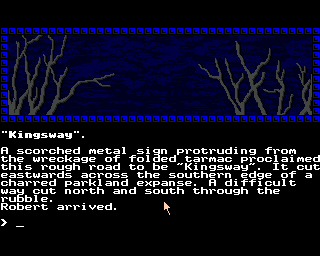 "Kingsway".
A scorched metal sign protruding from
the wreckage of folded tarmac proclaimed
this rough road to be "Kingsway". It cut
eastwards across the southern edge of a
charred parkland expanse. A difficult
way cut north and south through the
rubble.
Robert arrived.
> _